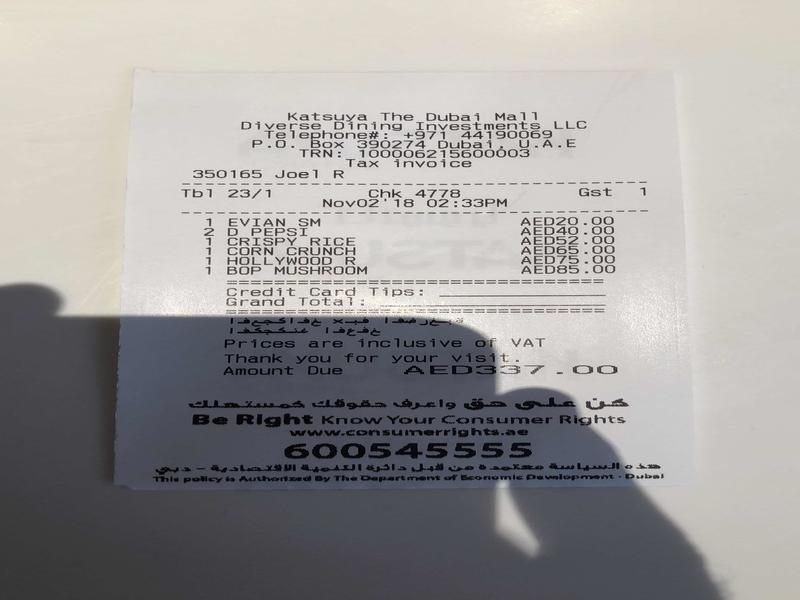 Katsuya The Dubai Mall
Diverse Dining Investments LLC
Telephone#: +971 44190069
P.O. Box 390274 Dubai, U.A.E
TRN: 100006215600003
Tax invoice
350165 Joel R
Tbl 23/1 Chk 4778 Gst 1
Nov02'18 02:33PM
1 EVIAN SM AED20.00
2 D PEPSI AED40.00
1 CRISPY RICE AED52.00
1 CORN CRUNCH AED65.00
1 HOLLYWOOD R AED75.00
1 BOP MUSHROOM AED85.00
Credit Card Tips:
Grand Total:
Prices are inclusive of VAT
Thank you for your visit.
Amount Due AED337.00
كن على حق واعرف حقوقك كمستهلك
Be Right Know Your Consumer Rights
www.consumerrights.ae
600545555
هذه السياسة معتمدة من قبل دائرة التنمية الاقتصادية - دبي
This policy is Authorized By The Department of Economic Development - Dubai